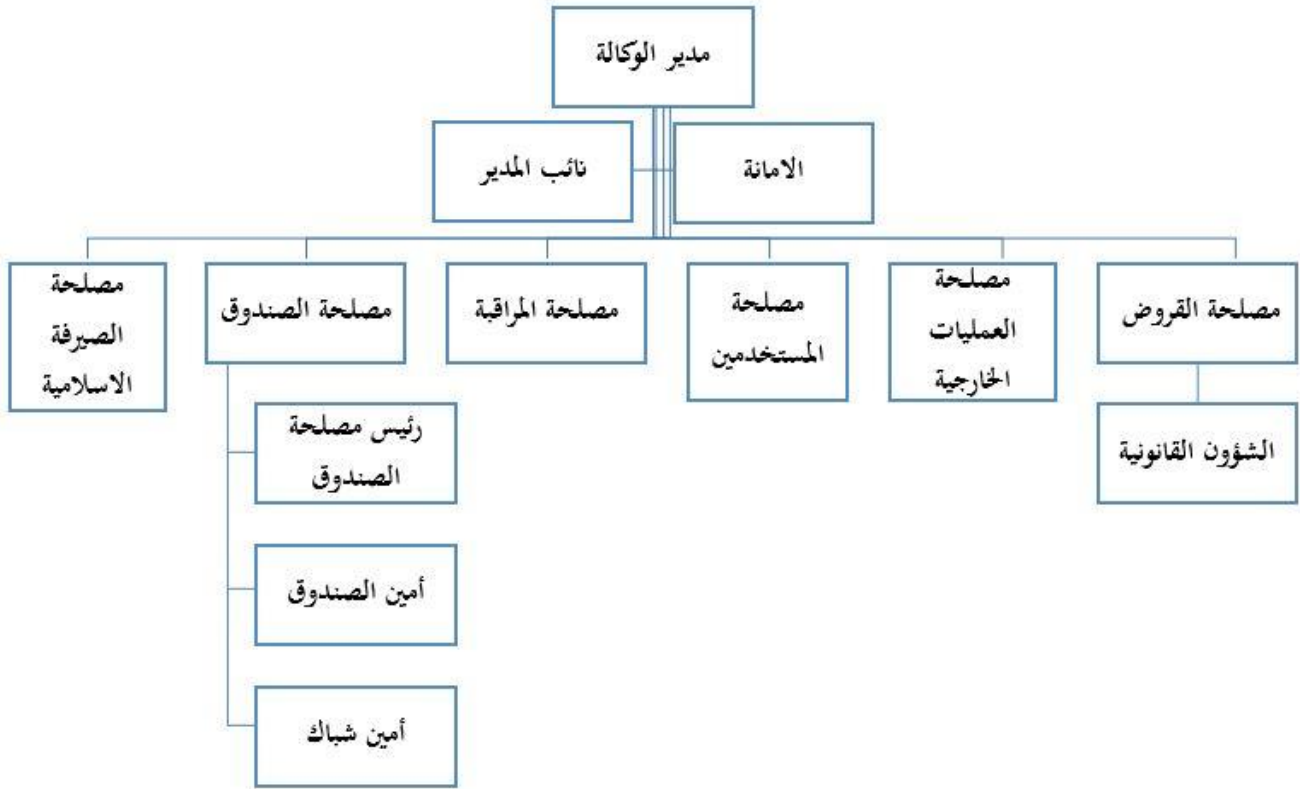 مدير الوكالة
الامانة
نائب المدير
مصلحة القروض
مصلحة
العمليات
الخارجية
مصلحة
المستخدمين
مصلحة المراقبة
مصلحة الصندوق
مصلحة
الصيرفة
الاسلامية
الشؤون القانونية
رئيس مصلحة
الصندوق
أمين الصندوق
أمين شباك